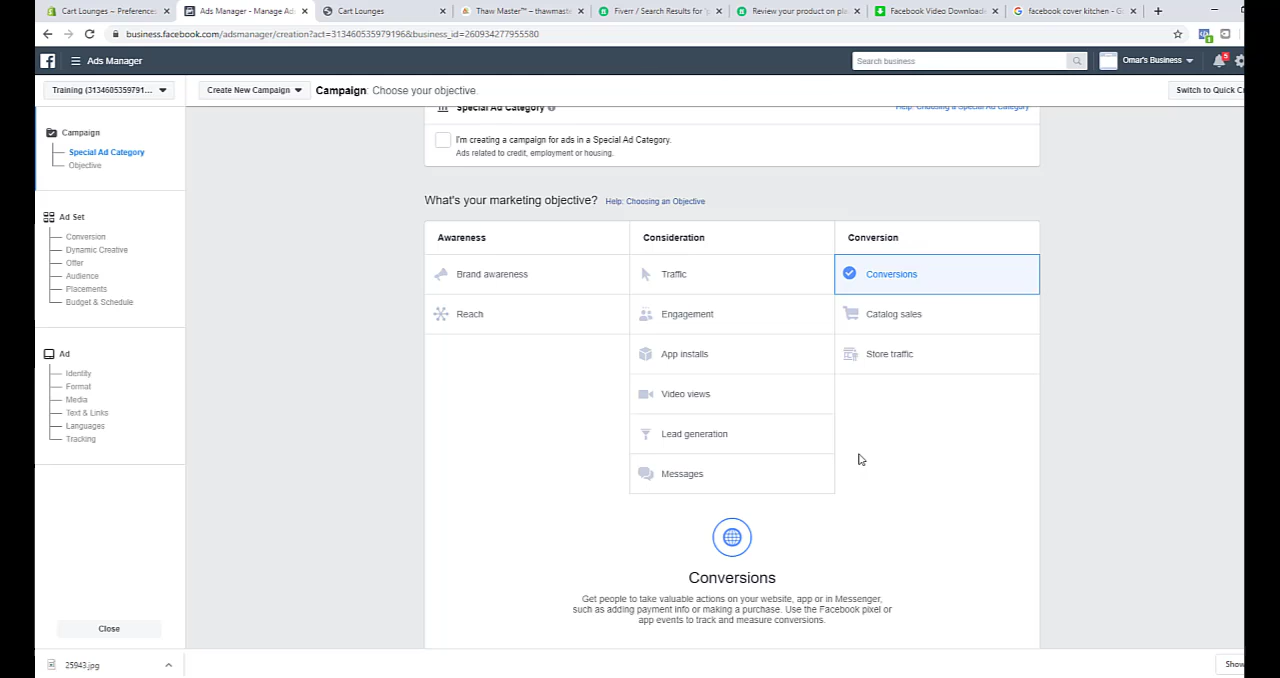 Cart Lounges ~ Preferences
Ads Manager - Manage Ads
Cart Lounges
Thaw Master™ – thawmaste
Fiverr / Search Results for 'p
Review your product on ple
Facebook Video Downloade
facebook cover kitchen - G
business.facebook.com/adsmanager/creation?act=313460535979196&business_id=260934277955580
Ads Manager
Search business
Omar's Business
5
Training (3134605359791...
Create New Campaign
Campaign: Choose your objective.
Switch to Quick Cr
Special Ad Category
Help: Choosing a Special Ad Category
I'm creating a campaign for ads in a Special Ad Category.
Ads related to credit, employment or housing.
Campaign
Special Ad Category
Objective
Ad Set
Conversion
Dynamic Creative
Offer
Audience
Placements
Budget & Schedule
Ad
Identity
Format
Media
Text & Links
Languages
Tracking
Close
What's your marketing objective? Help: Choosing an Objective
Awareness
Consideration
Conversion
Brand awareness
Traffic
Conversions
Reach
Engagement
Catalog sales
App installs
Store traffic
Video views
Lead generation
Messages
Conversions
Get people to take valuable actions on your website, app or in Messenger,
such as adding payment info or making a purchase. Use the Facebook pixel or
app events to track and measure conversions.
25943.jpg
Show